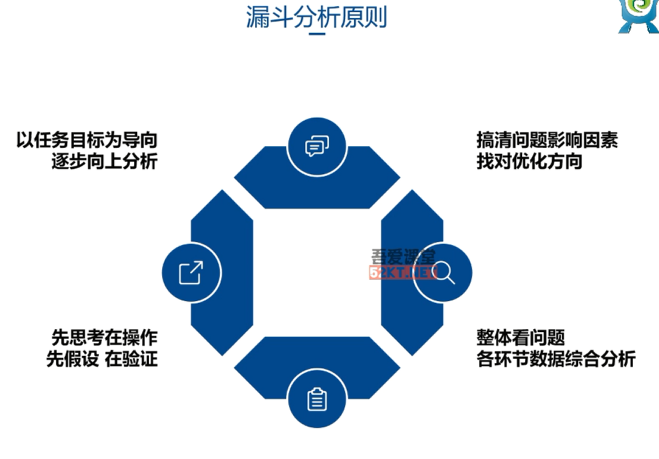 漏斗分析原则
以任务目标为导向
逐步向上分析
搞清问题影响因素
找对优化方向
吾爱课堂
52KT.NET
先思考在操作
先假设 在验证
整体看问题
各环节数据综合分析